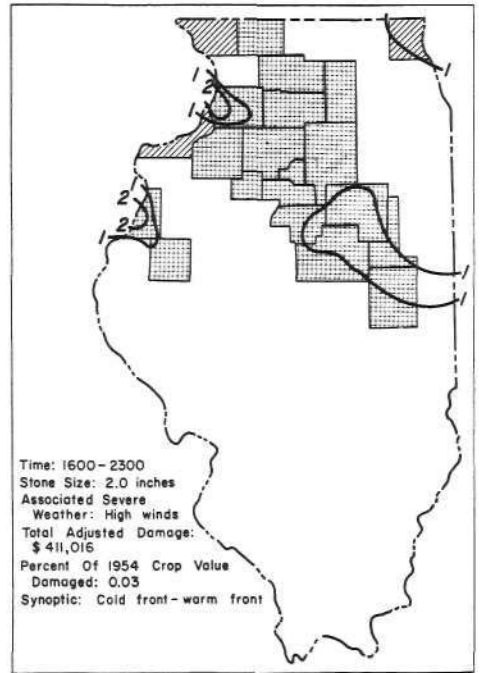 1
2
1
1
2
2
1
1
1
Time: 1600-2300
Stone Size: 2.0 inches
Associated Severe
Weather: High winds
Total Adjusted Damage:
$411,016
Percent Of 1954 Crop Value
Damaged: 0.03
Synoptic: Cold front-warm front